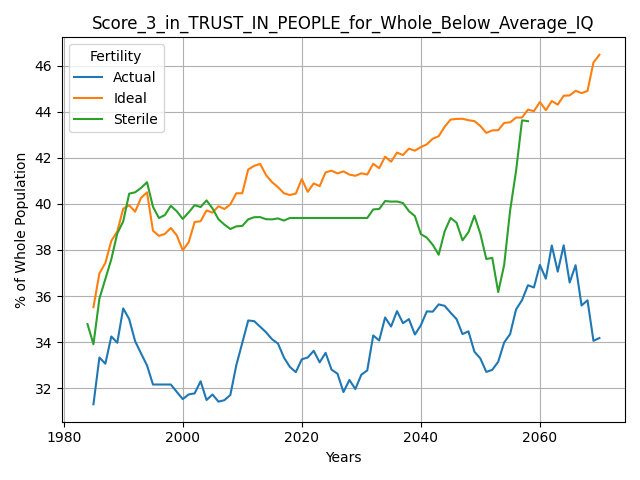 Score_3_in_TRUST_IN_PEOPLE_for_Whole_Below_Average_IQ
Fertility
Actual
Ideal
Sterile
% of Whole Population
46
44
42
40
38
36
34
32
1980
2000
2020
2040
2060
Years